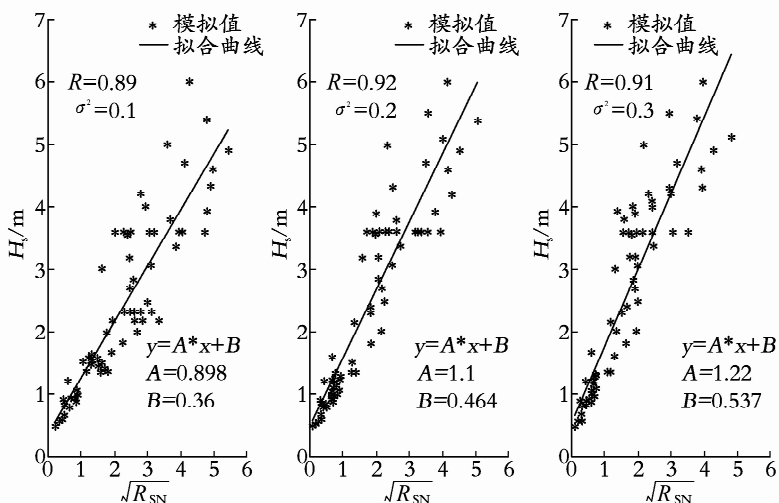 7
6
5
4
3
2
1
0
Hs/m
* 模拟值
拟合曲线
R=0.89
σ²=0.1
y=A*x+B
A=0.898
B=0.36
0 1 2 3 4 5 6
√RSN
7
6
5
4
3
2
1
0
Hs/m
* 模拟值
拟合曲线
R=0.92
σ²=0.2
y=A*x+B
A=1.1
B=0.464
0 1 2 3 4 5 6
√RSN
7
6
5
4
3
2
1
0
Hs/m
* 模拟值
拟合曲线
R=0.91
σ²=0.3
y=A*x+B
A=1.22
B=0.537
0 1 2 3 4 5 6
√RSN